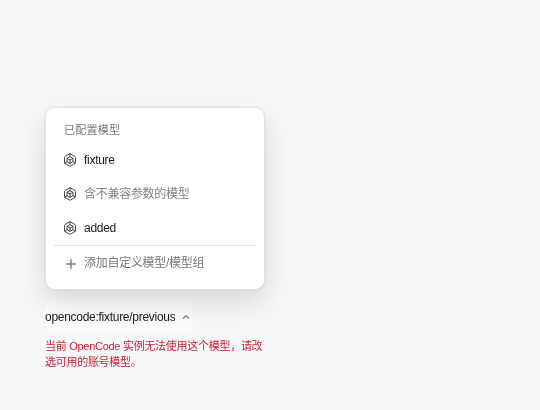 已配置模型
fixture
含不兼容参数的模型
added
添加自定义模型/模型组
opencode:fixture/previous
当前 OpenCode 实例无法使用这个模型，请改
选可用的账号模型。